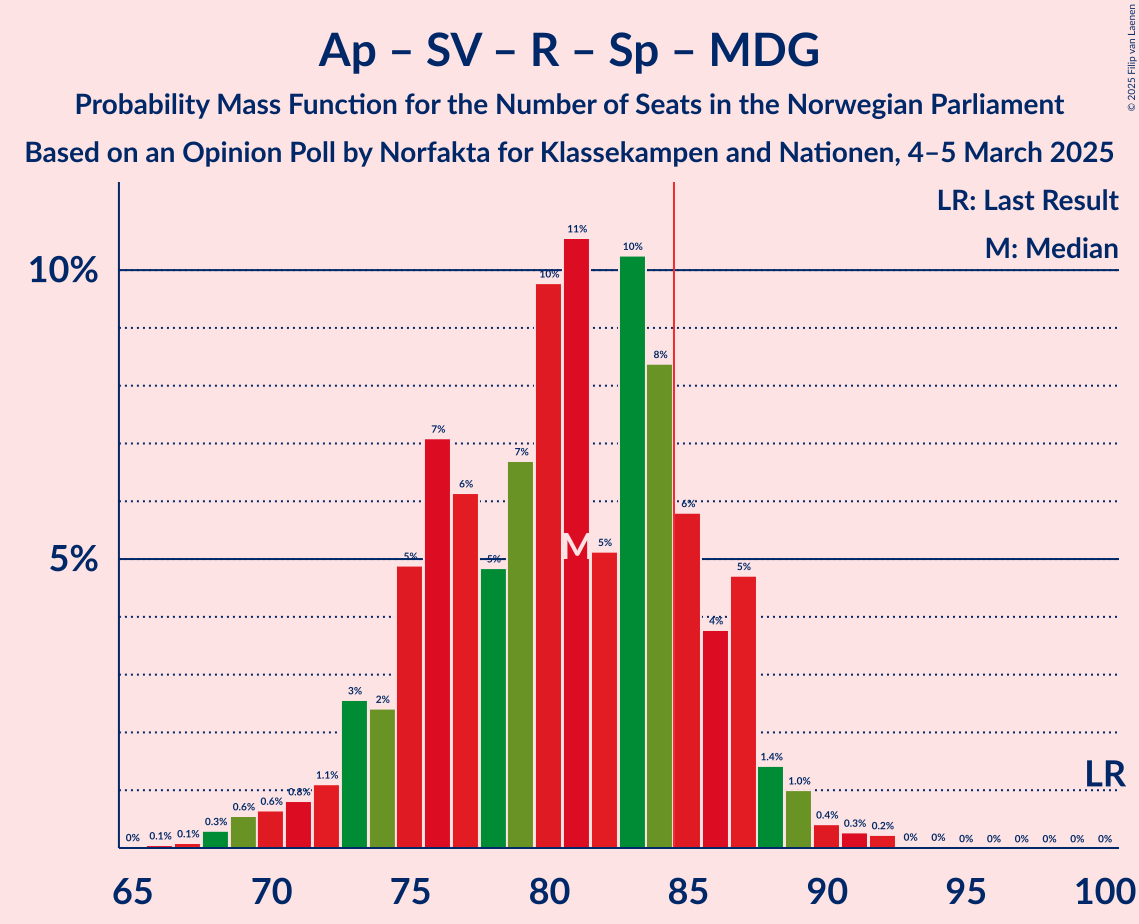 Ap – SV – R – Sp – MDG
Probability Mass Function for the Number of Seats in the Norwegian Parliament
Based on an Opinion Poll by Norfakta for Klassekampen and Nationen, 4–5 March 2025
© 2025 Filip van Laenen
LR: Last Result
M: Median
10%
5%
0% 0.1% 0.1% 0.3% 0.6% 0.6% 0.8% 1.1% 3% 2% 5% 7% 6% 5% 7% 10% 11% 5% 10% 8% 6% 4% 5% 1.4% 1.0% 0.4% 0.3% 0.2% 0% 0% 0% 0% 0% 0% 0% 0%
M
LR
65 70 75 80 85 90 95 100